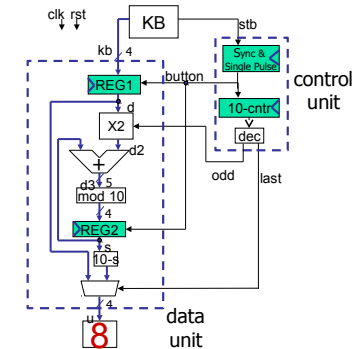 clk rst
KB
stb
kb
4
Sync &
Single Pulse
control
unit
button
REG1
10-cntr
d
X2
dec
d2
+
odd
last
d3
5
mod 10
4
REG2
s
10-s
4
u
8
data
unit